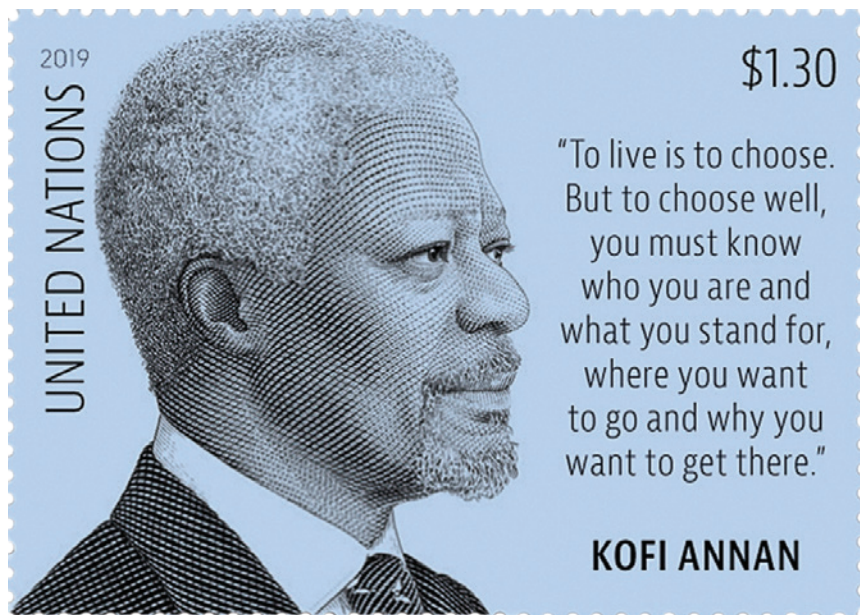 2019
UNITED NATIONS
$1.30
“To live is to choose.
But to choose well,
you must know
who you are and
what you stand for,
where you want
to go and why you
want to get there.”
KOFI ANNAN